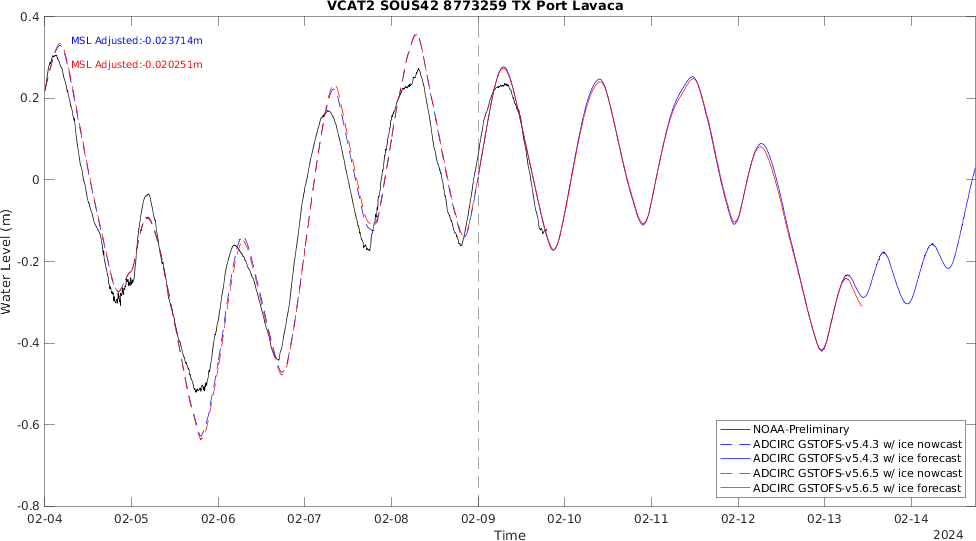 VCAT2 SOUS42 8773259 TX Port Lavaca
MSL Adjusted:-0.023714m
MSL Adjusted:-0.020251m
0.4
0.2
0
-0.2
-0.4
-0.6
-0.8
Water Level (m)
NOAA-Preliminary
ADCIRC GSTOFS-v5.4.3 w/ ice nowcast
ADCIRC GSTOFS-v5.4.3 w/ ice forecast
ADCIRC GSTOFS-v5.6.5 w/ ice nowcast
ADCIRC GSTOFS-v5.6.5 w/ ice forecast
02-04 02-05 02-06 02-07 02-08 02-09 02-10 02-11 02-12 02-13 02-14
Time
2024